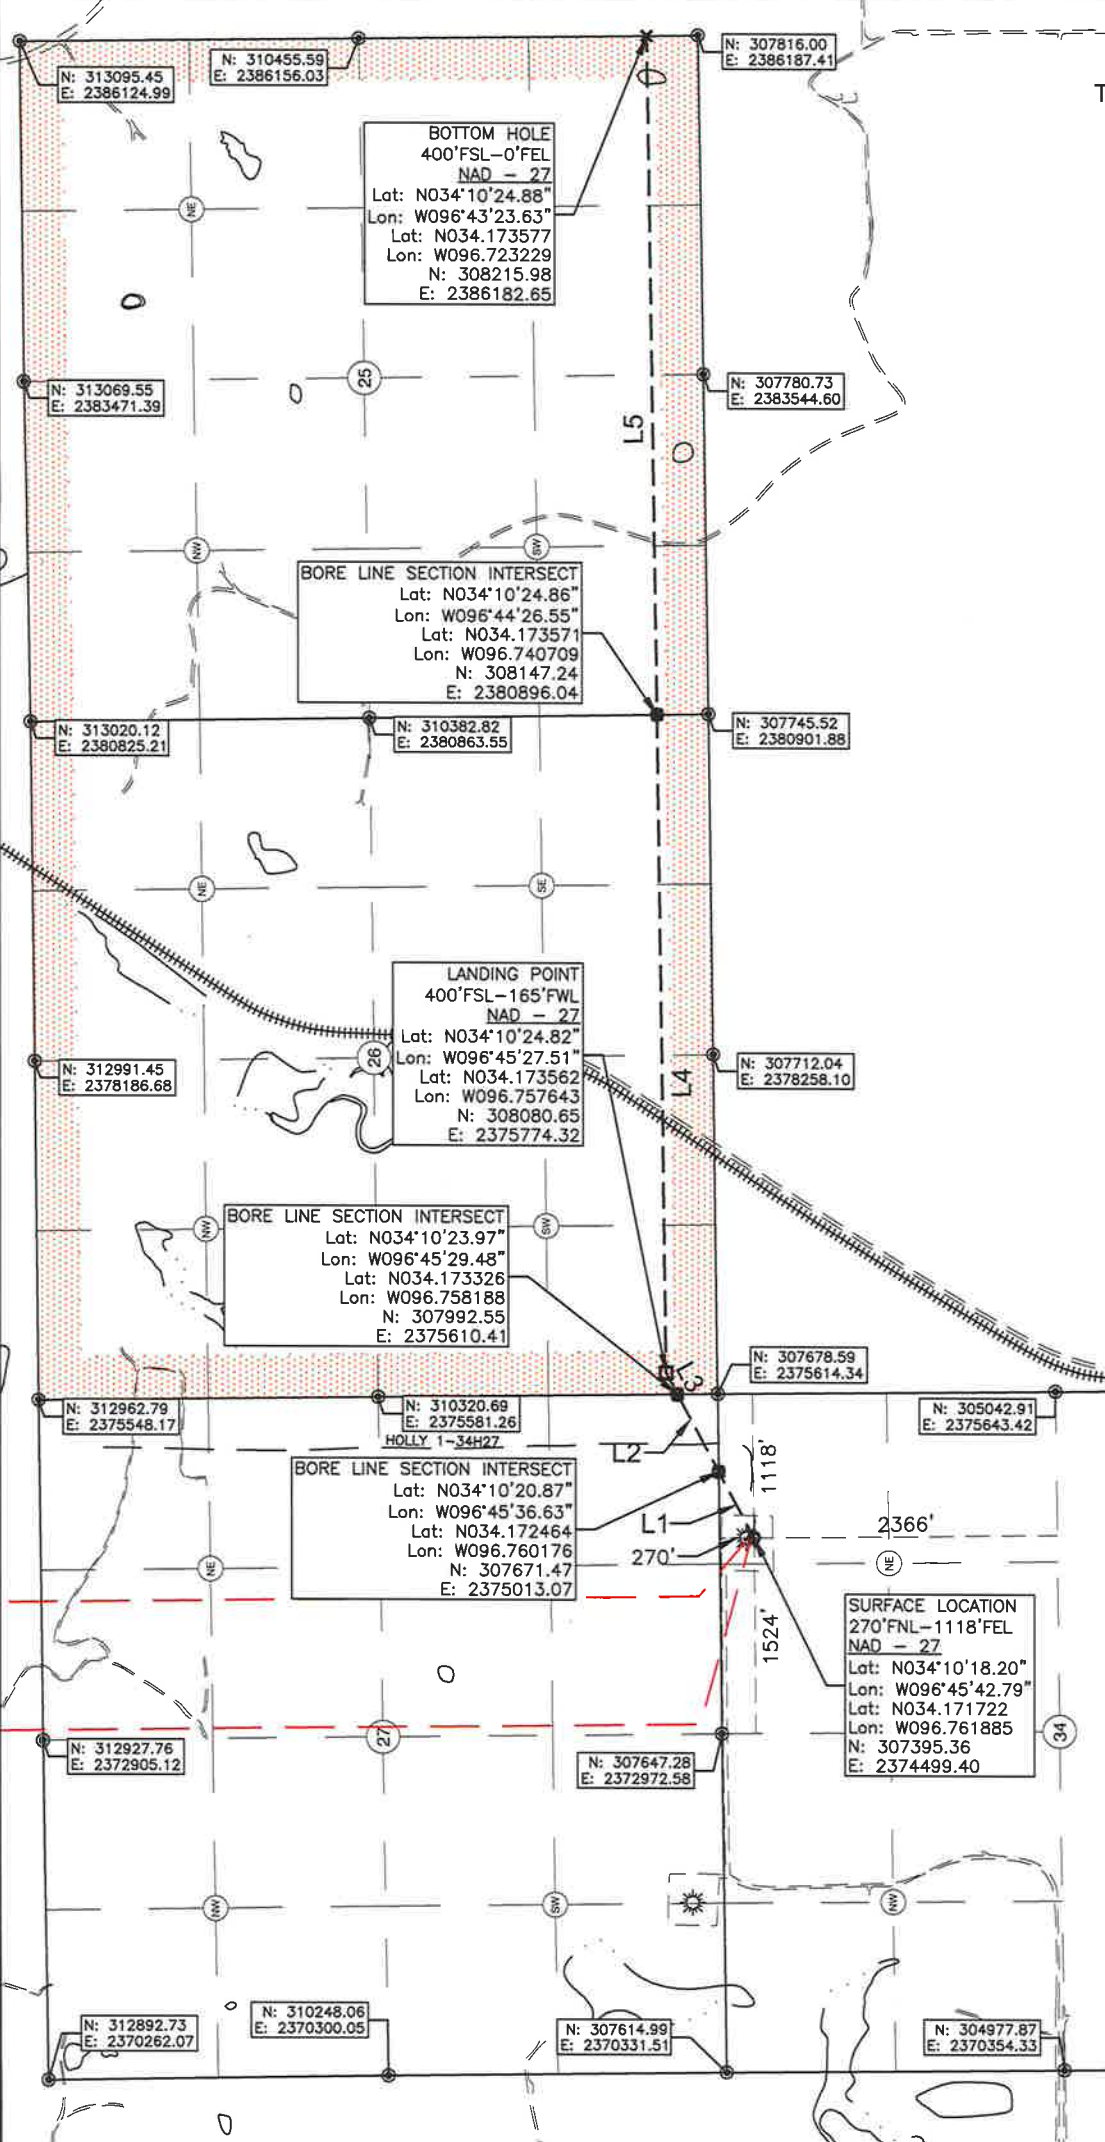 N: 313095.45
E: 2386124.99
N: 310455.59
E: 2386156.03
N: 307816.00
E: 2386187.41
T
BOTTOM HOLE
400'FSL-0'FEL
NAD - 27
Lat: N034°10'24.88"
Lon: W096°43'23.63"
Lat: N034.173577
Lon: W096.723229
N: 308215.98
E: 2386182.65
NE
N: 313069.55
E: 2383471.39
25
N: 307780.73
E: 2383544.60
L5
NW
SW
BORE LINE SECTION INTERSECT
Lat: N034°10'24.86"
Lon: W096°44'26.55"
Lat: N034.173571
Lon: W096.740709
N: 308147.24
E: 2380896.04
N: 313020.12
E: 2380825.21
N: 310382.82
E: 2380863.55
N: 307745.52
E: 2380901.88
NE
SE
LANDING POINT
400'FSL-165'FWL
NAD - 27
Lat: N034°10'24.82"
Lon: W096°45'27.51"
Lat: N034.173562
Lon: W096.757643
N: 308080.65
E: 2375774.32
N: 312991.45
E: 2378186.68
26
N: 307712.04
E: 2378258.10
L4
NW
SW
BORE LINE SECTION INTERSECT
Lat: N034°10'23.97"
Lon: W096°45'29.48"
Lat: N034.173326
Lon: W096.758188
N: 307992.55
E: 2375610.41
L3
N: 307678.59
E: 2375614.34
N: 312962.79
E: 2375548.17
N: 310320.69
E: 2375581.26
N: 305042.91
E: 2375643.42
HOLLY 1-34H27
L2
1118'
BORE LINE SECTION INTERSECT
Lat: N034°10'20.87"
Lon: W096°45'36.63"
Lat: N034.172464
Lon: W096.760176
N: 307671.47
E: 2375013.07
L1
2366'
270'
NE
NE
1524'
SURFACE LOCATION
270'FNL-1118'FEL
NAD - 27
Lat: N034°10'18.20"
Lon: W096°45'42.79"
Lat: N034.171722
Lon: W096.761885
N: 307395.36
E: 2374499.40
N: 312927.76
E: 2372905.12
27
N: 307647.28
E: 2372972.58
34
NW
SW
NW
N: 312892.73
E: 2370262.07
N: 310248.06
E: 2370300.05
N: 307614.99
E: 2370331.51
N: 304977.87
E: 2370354.33